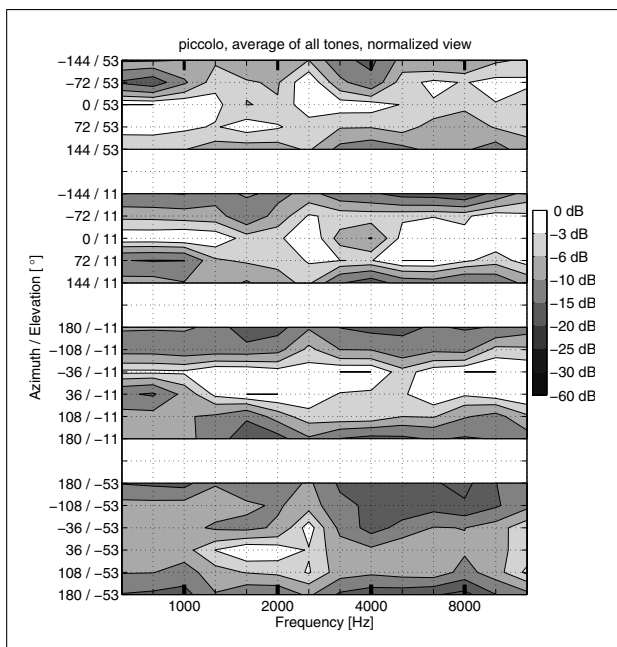 piccolo, average of all tones, normalized view
−144 / 53
−72 / 53
0 / 53
72 / 53
144 / 53
−144 / 11
−72 / 11
0 / 11
72 / 11
144 / 11
180 / −11
−108 / −11
−36 / −11
36 / −11
108 / −11
180 / −11
180 / −53
−108 / −53
−36 / −53
36 / −53
108 / −53
180 / −53
Azimuth / Elevation [ °]
1000
2000
4000
8000
Frequency [Hz]
0 dB
−3 dB
−6 dB
−10 dB
−15 dB
−20 dB
−25 dB
−30 dB
−60 dB